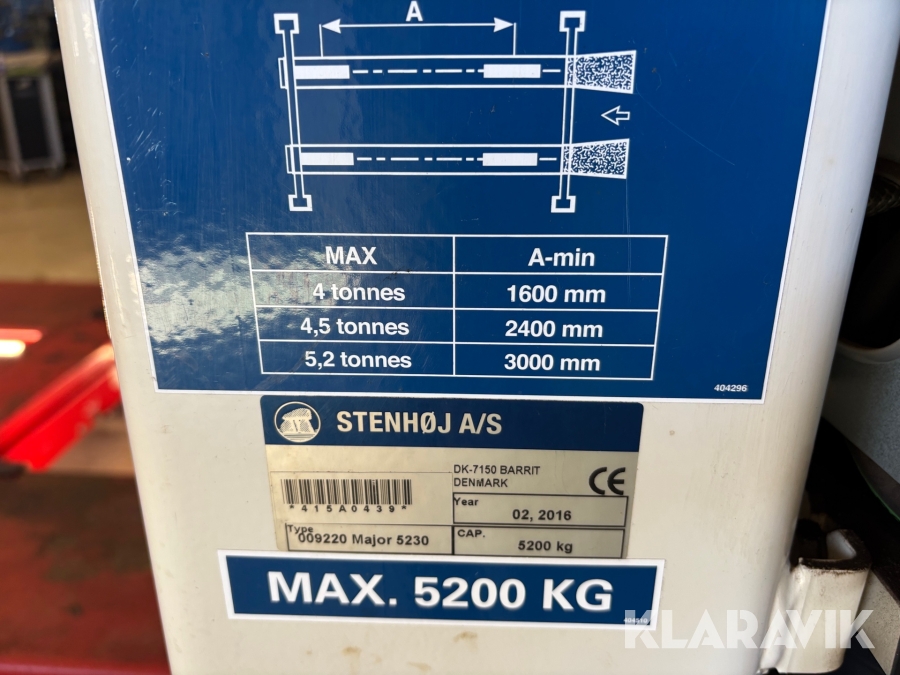 A
MAX A-min
4 tonnes 1600 mm
4,5 tonnes 2400 mm
5,2 tonnes 3000 mm
404296
STENHØJ A/S
DK-7150 BARRIT
DENMARK
CE
*415A0439*
Year
02, 2016
Type
009220 Major 5230
CAP.
5200 kg
MAX. 5200 KG
KLARAVIK